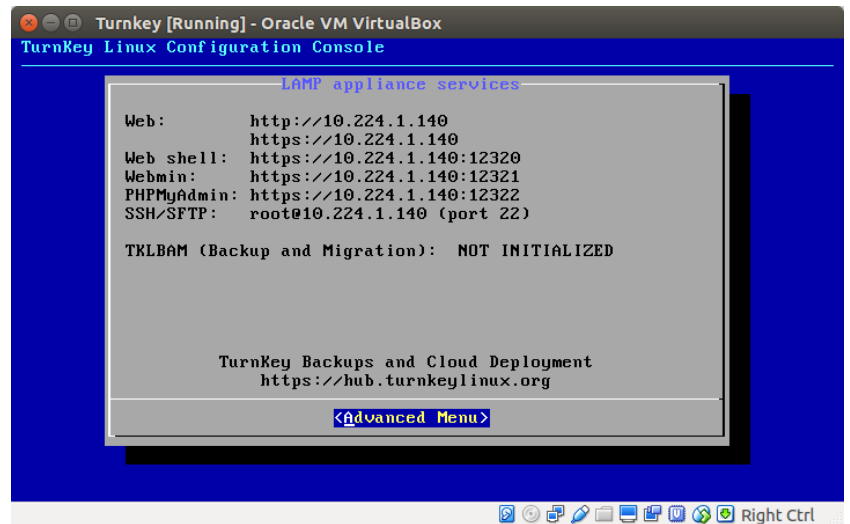 Turnkey [Running] - Oracle VM VirtualBox
TurnKey Linux Configuration Console
LAMP appliance services
Web: http://10.224.1.140
https://10.224.1.140
Web shell: https://10.224.1.140:12320
Webmin: https://10.224.1.140:12321
PHPMyAdmin: https://10.224.1.140:12322
SSH/SFTP: root@10.224.1.140 (port 22)
TKLBAM (Backup and Migration): NOT INITIALIZED
TurnKey Backups and Cloud Deployment
https://hub.turnkeylinux.org
<Advanced Menu>
Right Ctrl